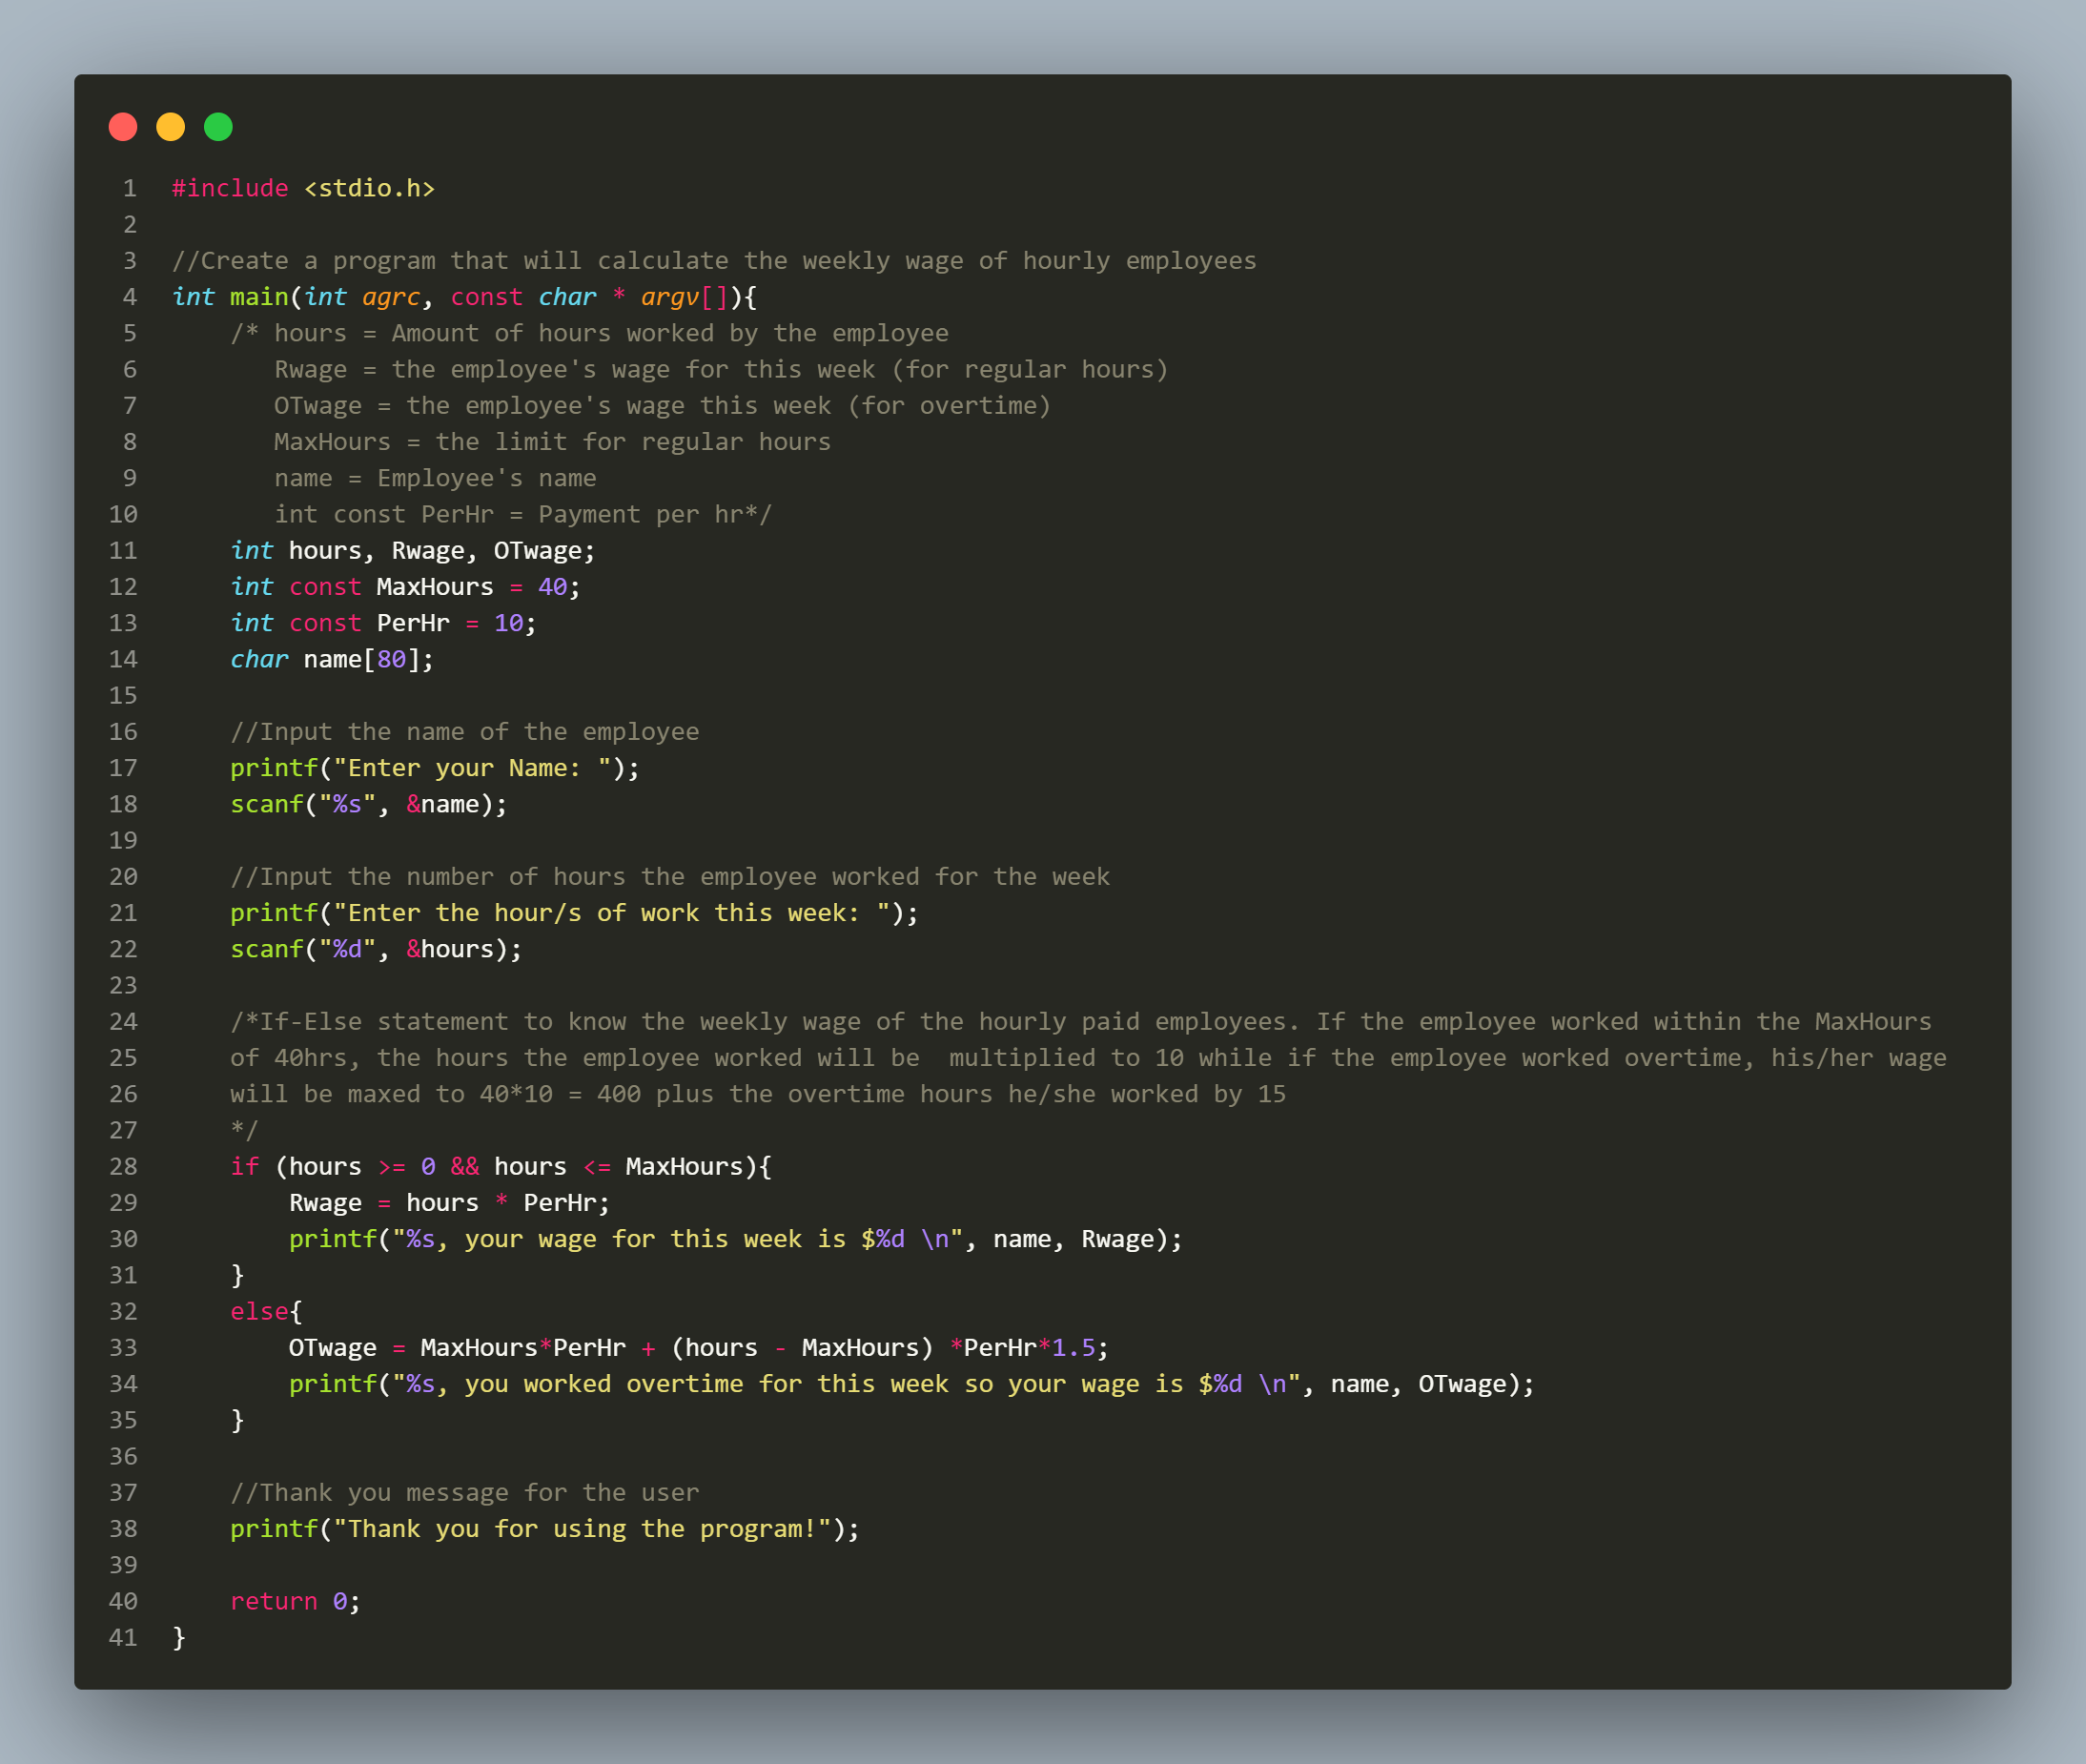 1 #include <stdio.h>
2
3 //Create a program that will calculate the weekly wage of hourly employees
4 int main(int agrc, const char * argv[]){
5     /* hours = Amount of hours worked by the employee
6        Rwage = the employee's wage for this week (for regular hours)
7        OTwage = the employee's wage this week (for overtime)
8        MaxHours = the limit for regular hours
9        name = Employee's name
10        int const PerHr = Payment per hr*/
11     int hours, Rwage, OTwage;
12     int const MaxHours = 40;
13     int const PerHr = 10;
14     char name[80];
15
16     //Input the name of the employee
17     printf("Enter your Name: ");
18     scanf("%s", &name);
19
20     //Input the number of hours the employee worked for the week
21     printf("Enter the hour/s of work this week: ");
22     scanf("%d", &hours);
23
24     /*If-Else statement to know the weekly wage of the hourly paid employees. If the employee worked within the MaxHours
25     of 40hrs, the hours the employee worked will be  multiplied to 10 while if the employee worked overtime, his/her wage
26     will be maxed to 40*10 = 400 plus the overtime hours he/she worked by 15
27     */
28     if (hours >= 0 && hours <= MaxHours){
29         Rwage = hours * PerHr;
30         printf("%s, your wage for this week is $%d \n", name, Rwage);
31     }
32     else{
33         OTwage = MaxHours*PerHr + (hours - MaxHours) *PerHr*1.5;
34         printf("%s, you worked overtime for this week so your wage is $%d \n", name, OTwage);
35     }
36
37     //Thank you message for the user
38     printf("Thank you for using the program!");
39
40     return 0;
41 }